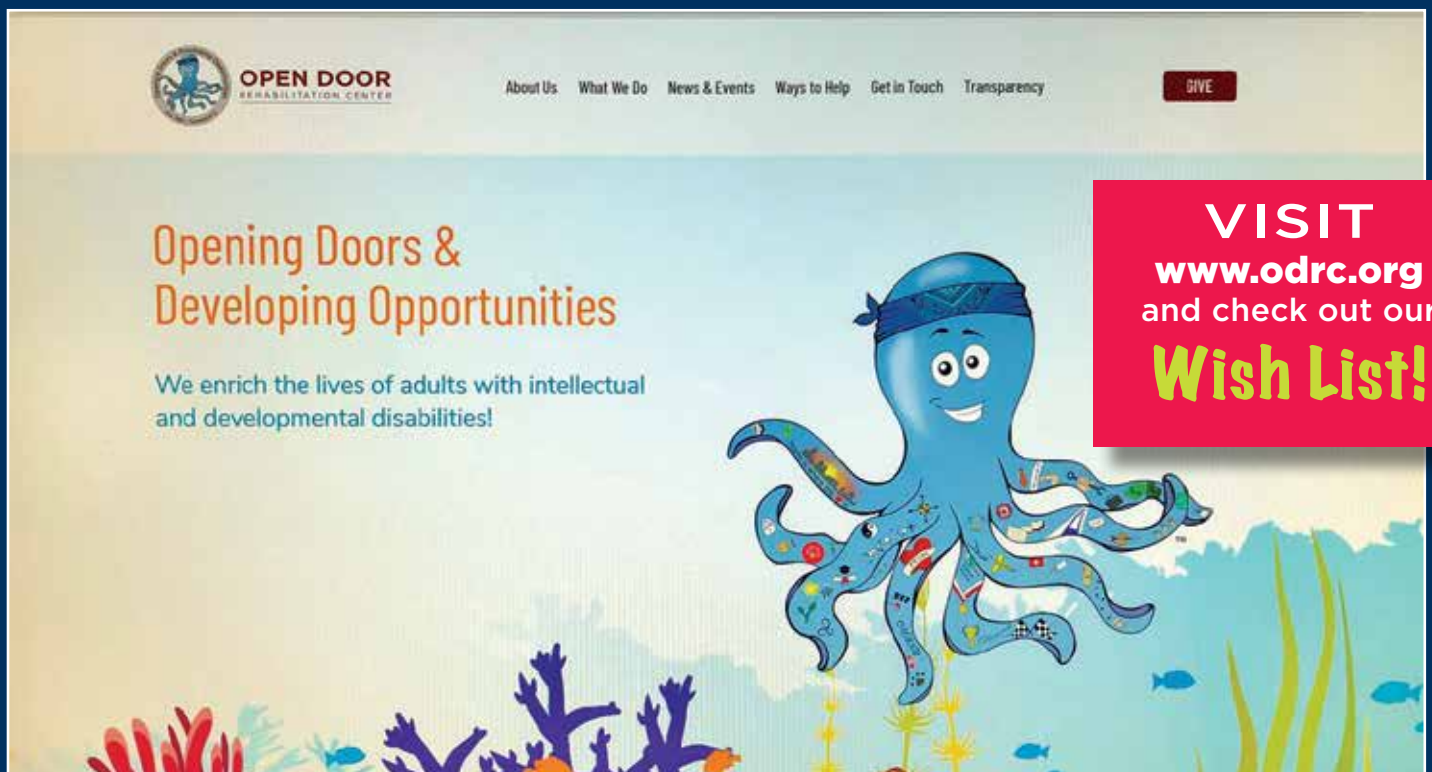 OPEN DOOR
REHABILITATION CENTER
About Us What We Do News & Events Ways to Help Get in Touch Transparency
GIVE
Opening Doors &
Developing Opportunities
We enrich the lives of adults with intellectual
and developmental disabilities!
VISIT
www.odrc.org
and check out our
Wish List!
TM